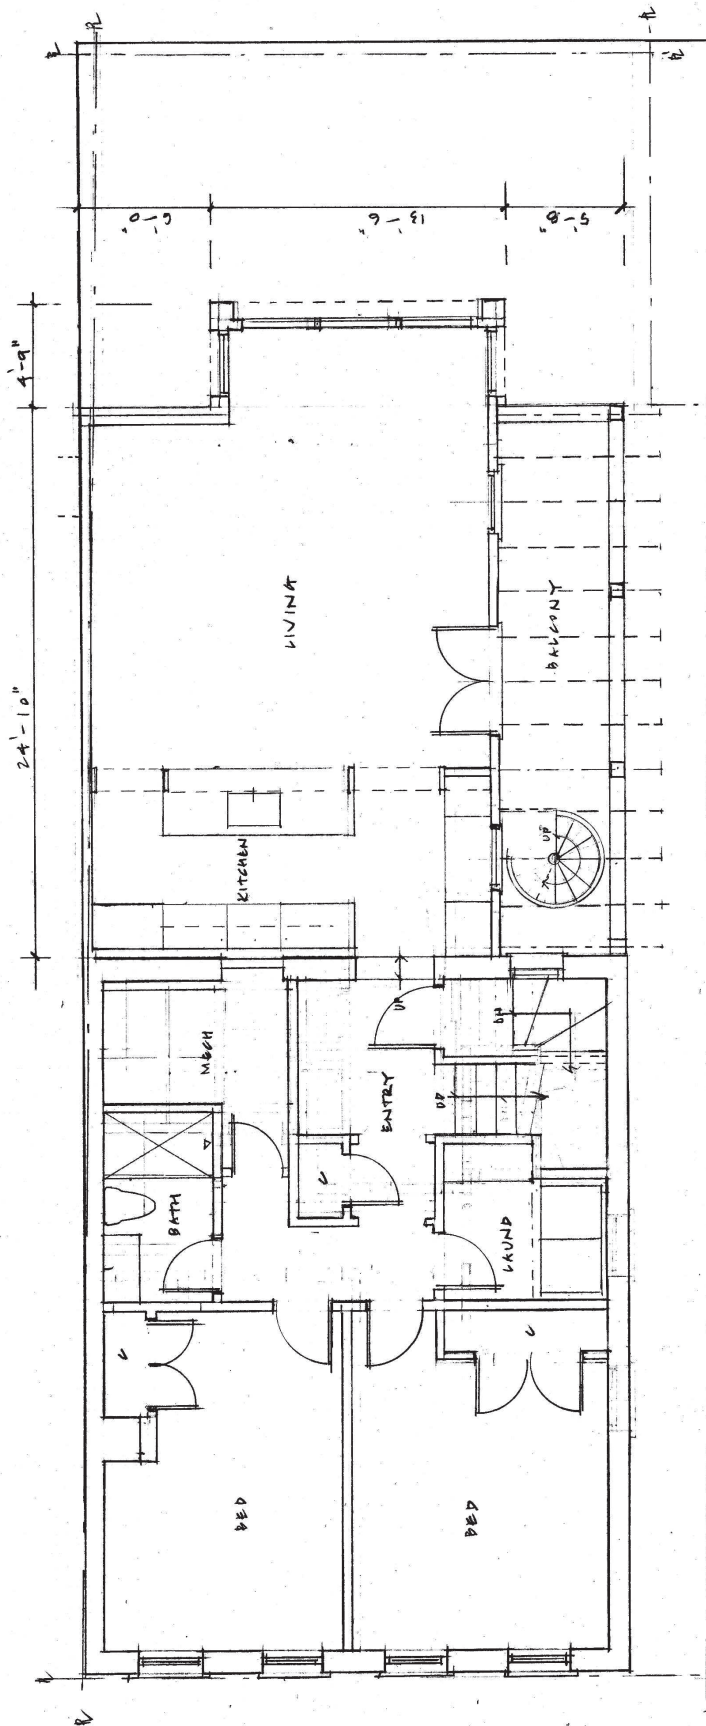 6'-0"
13'-6"
5'-8"
4'-9"
24'-10"
LIVING
BALCONY
KITCHEN
UP
MECH
UP
DN
ENTRY
C
BATH
LAUND
C
C
BED
BED